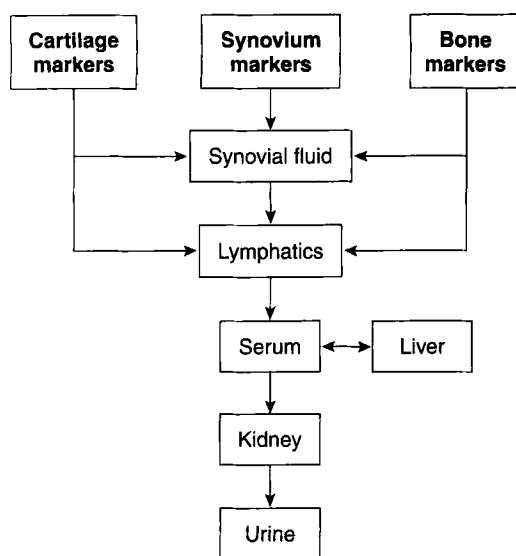 Cartilage
markers
Synovium
markers
Bone
markers
Synovial fluid
Lymphatics
Serum
Liver
Kidney
Urine